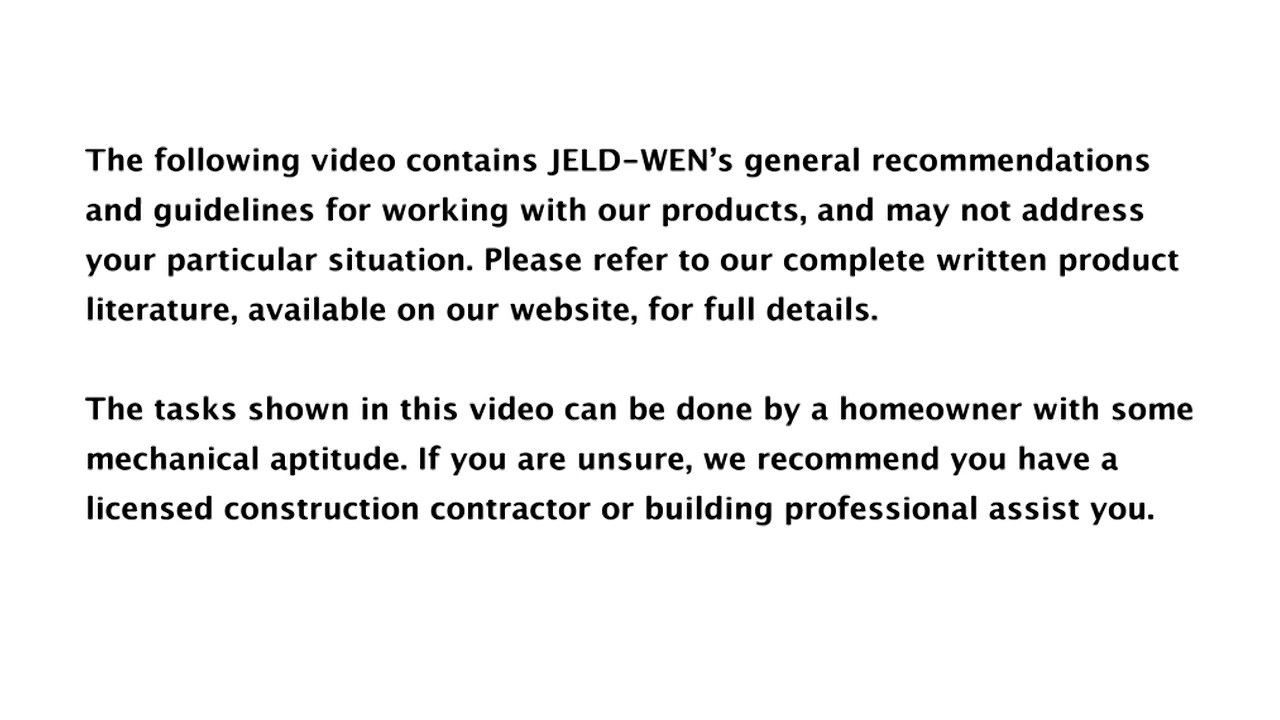 The following video contains JELD-WEN’s general recommendations
and guidelines for working with our products, and may not address
your particular situation. Please refer to our complete written product
literature, available on our website, for full details.
The tasks shown in this video can be done by a homeowner with some
mechanical aptitude. If you are unsure, we recommend you have a
licensed construction contractor or building professional assist you.